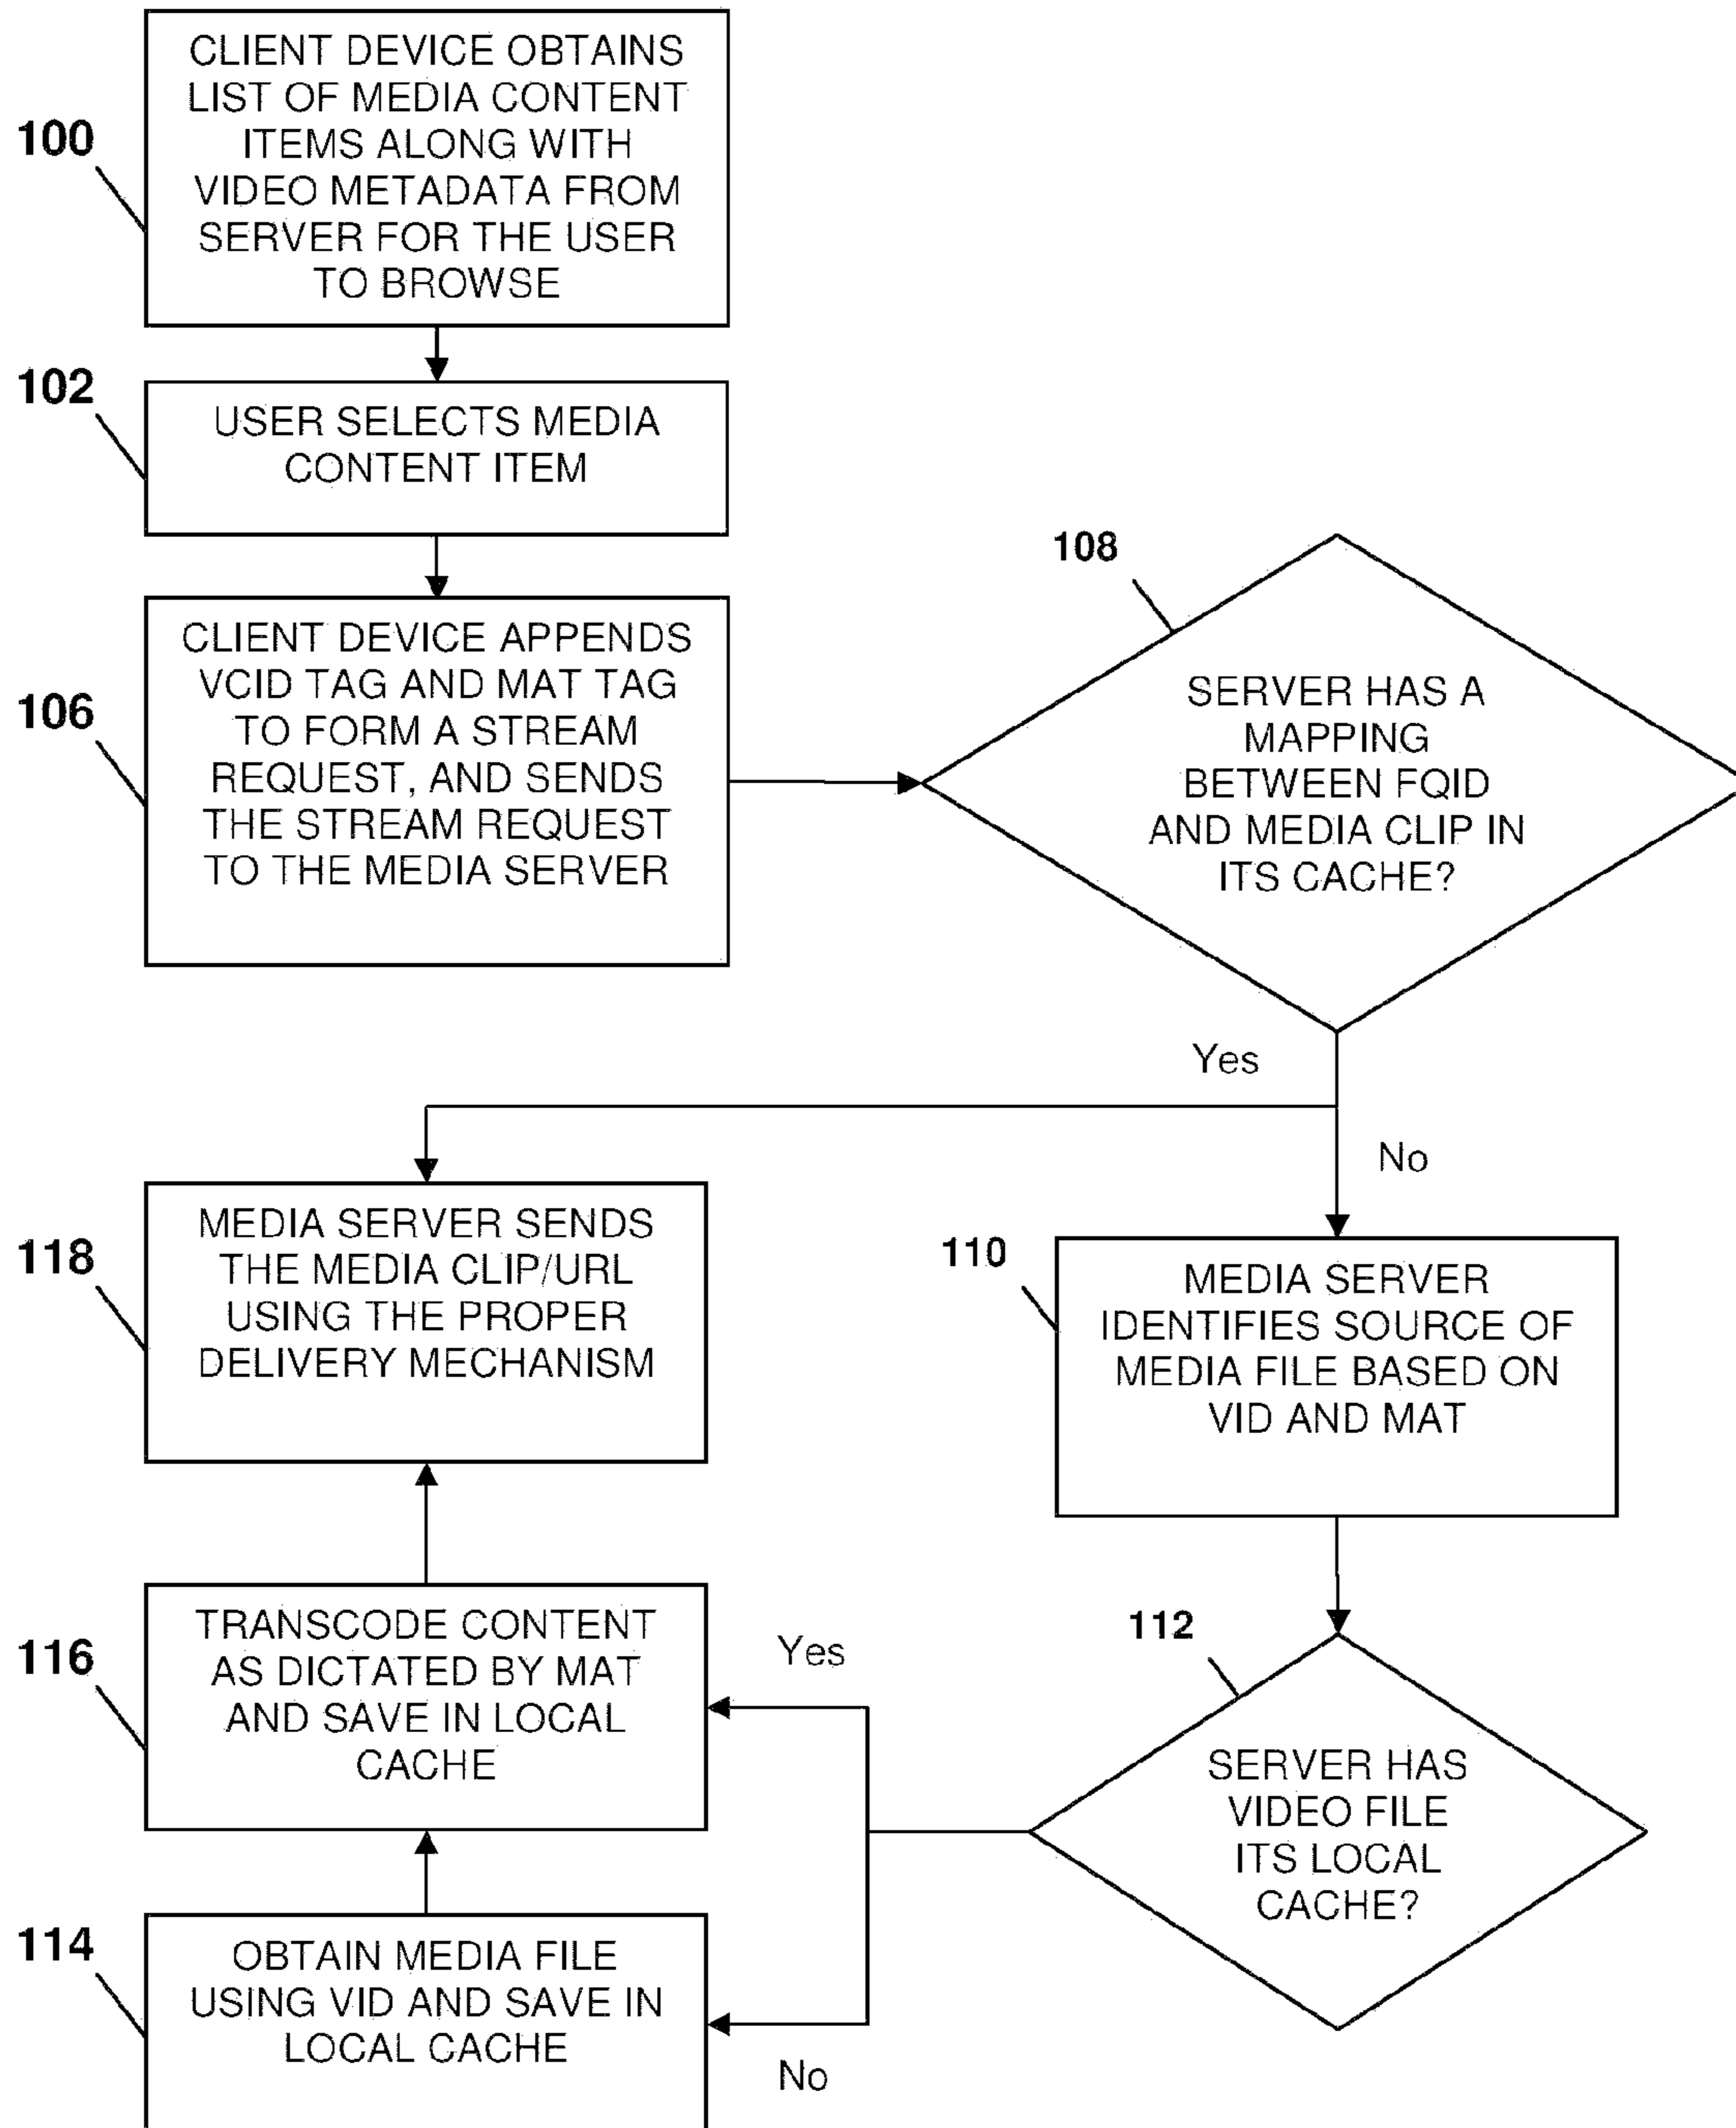 100
CLIENT DEVICE OBTAINS
LIST OF MEDIA CONTENT
ITEMS ALONG WITH
VIDEO METADATA FROM
SERVER FOR THE USER
TO BROWSE
102
USER SELECTS MEDIA
CONTENT ITEM
106
CLIENT DEVICE APPENDS
VCID TAG AND MAT TAG
TO FORM A STREAM
REQUEST, AND SENDS
THE STREAM REQUEST
TO THE MEDIA SERVER
108
SERVER HAS A
MAPPING
BETWEEN FQID
AND MEDIA CLIP IN
ITS CACHE?
Yes
No
118
MEDIA SERVER SENDS
THE MEDIA CLIP/URL
USING THE PROPER
DELIVERY MECHANISM
110
MEDIA SERVER
IDENTIFIES SOURCE OF
MEDIA FILE BASED ON
VID AND MAT
116
TRANSCODE CONTENT
AS DICTATED BY MAT
AND SAVE IN LOCAL
CACHE
Yes
112
SERVER HAS
VIDEO FILE
ITS LOCAL
CACHE?
114
OBTAIN MEDIA FILE
USING VID AND SAVE IN
LOCAL CACHE
No